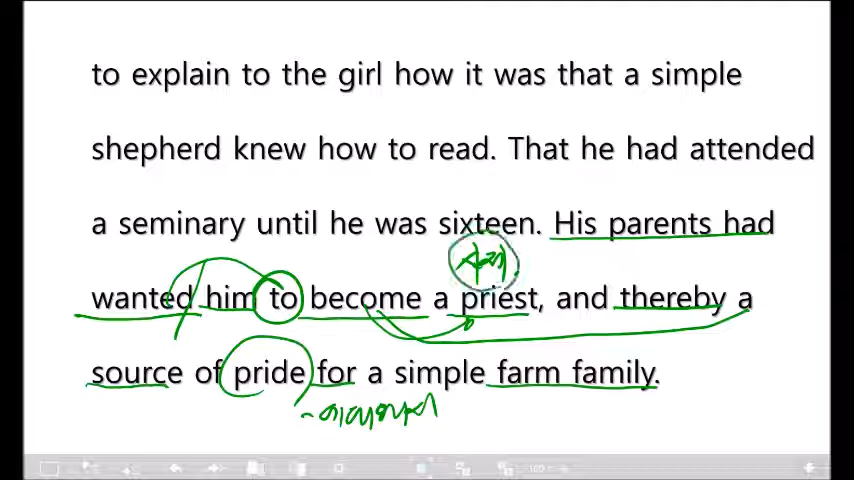 to explain to the girl how it was that a simple
shepherd knew how to read. That he had attended
a seminary until he was sixteen. His parents had
wanted him to become a priest, and thereby a
source of pride for a simple farm family.